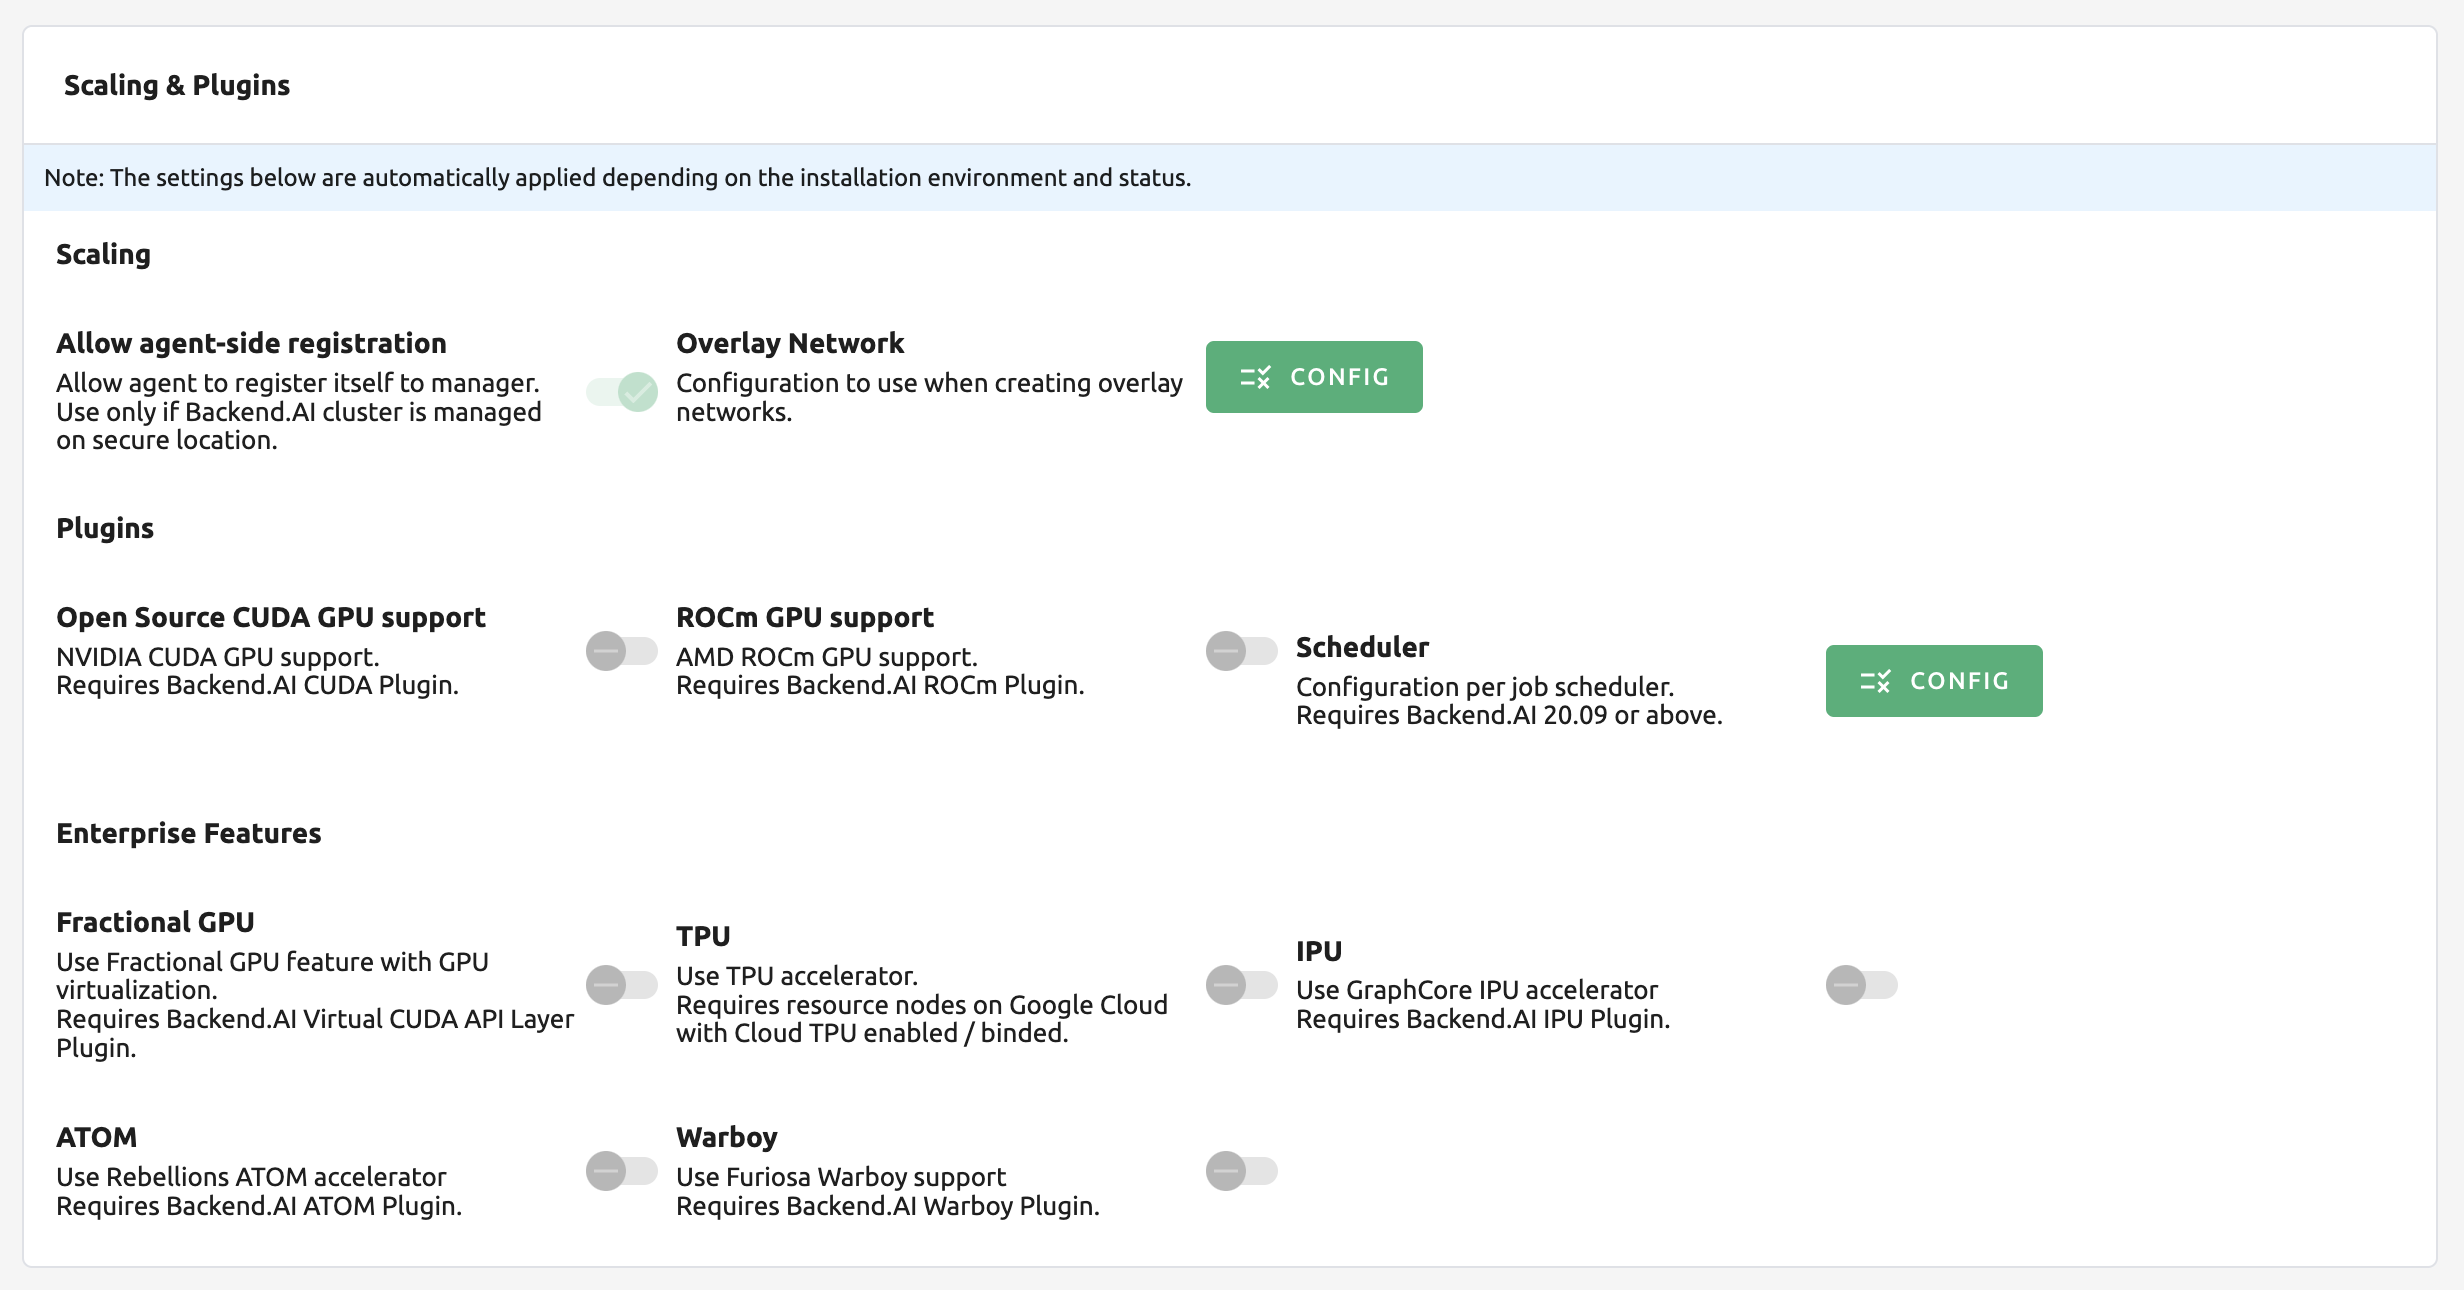 Scaling & Plugins
Note: The settings below are automatically applied depending on the installation environment and status.
Scaling
Allow agent-side registration
Allow agent to register itself to manager.
Use only if Backend.AI cluster is managed
on secure location.
Overlay Network
Configuration to use when creating overlay
networks.
CONFIG
Plugins
Open Source CUDA GPU support
NVIDIA CUDA GPU support.
Requires Backend.AI CUDA Plugin.
ROCm GPU support
AMD ROCm GPU support.
Requires Backend.AI ROCm Plugin.
Scheduler
Configuration per job scheduler.
Requires Backend.AI 20.09 or above.
CONFIG
Enterprise Features
Fractional GPU
Use Fractional GPU feature with GPU
virtualization.
Requires Backend.AI Virtual CUDA API Layer
Plugin.
TPU
Use TPU accelerator.
Requires resource nodes on Google Cloud
with Cloud TPU enabled / binded.
IPU
Use GraphCore IPU accelerator
Requires Backend.AI IPU Plugin.
ATOM
Use Rebellions ATOM accelerator
Requires Backend.AI ATOM Plugin.
Warboy
Use Furiosa Warboy support
Requires Backend.AI Warboy Plugin.